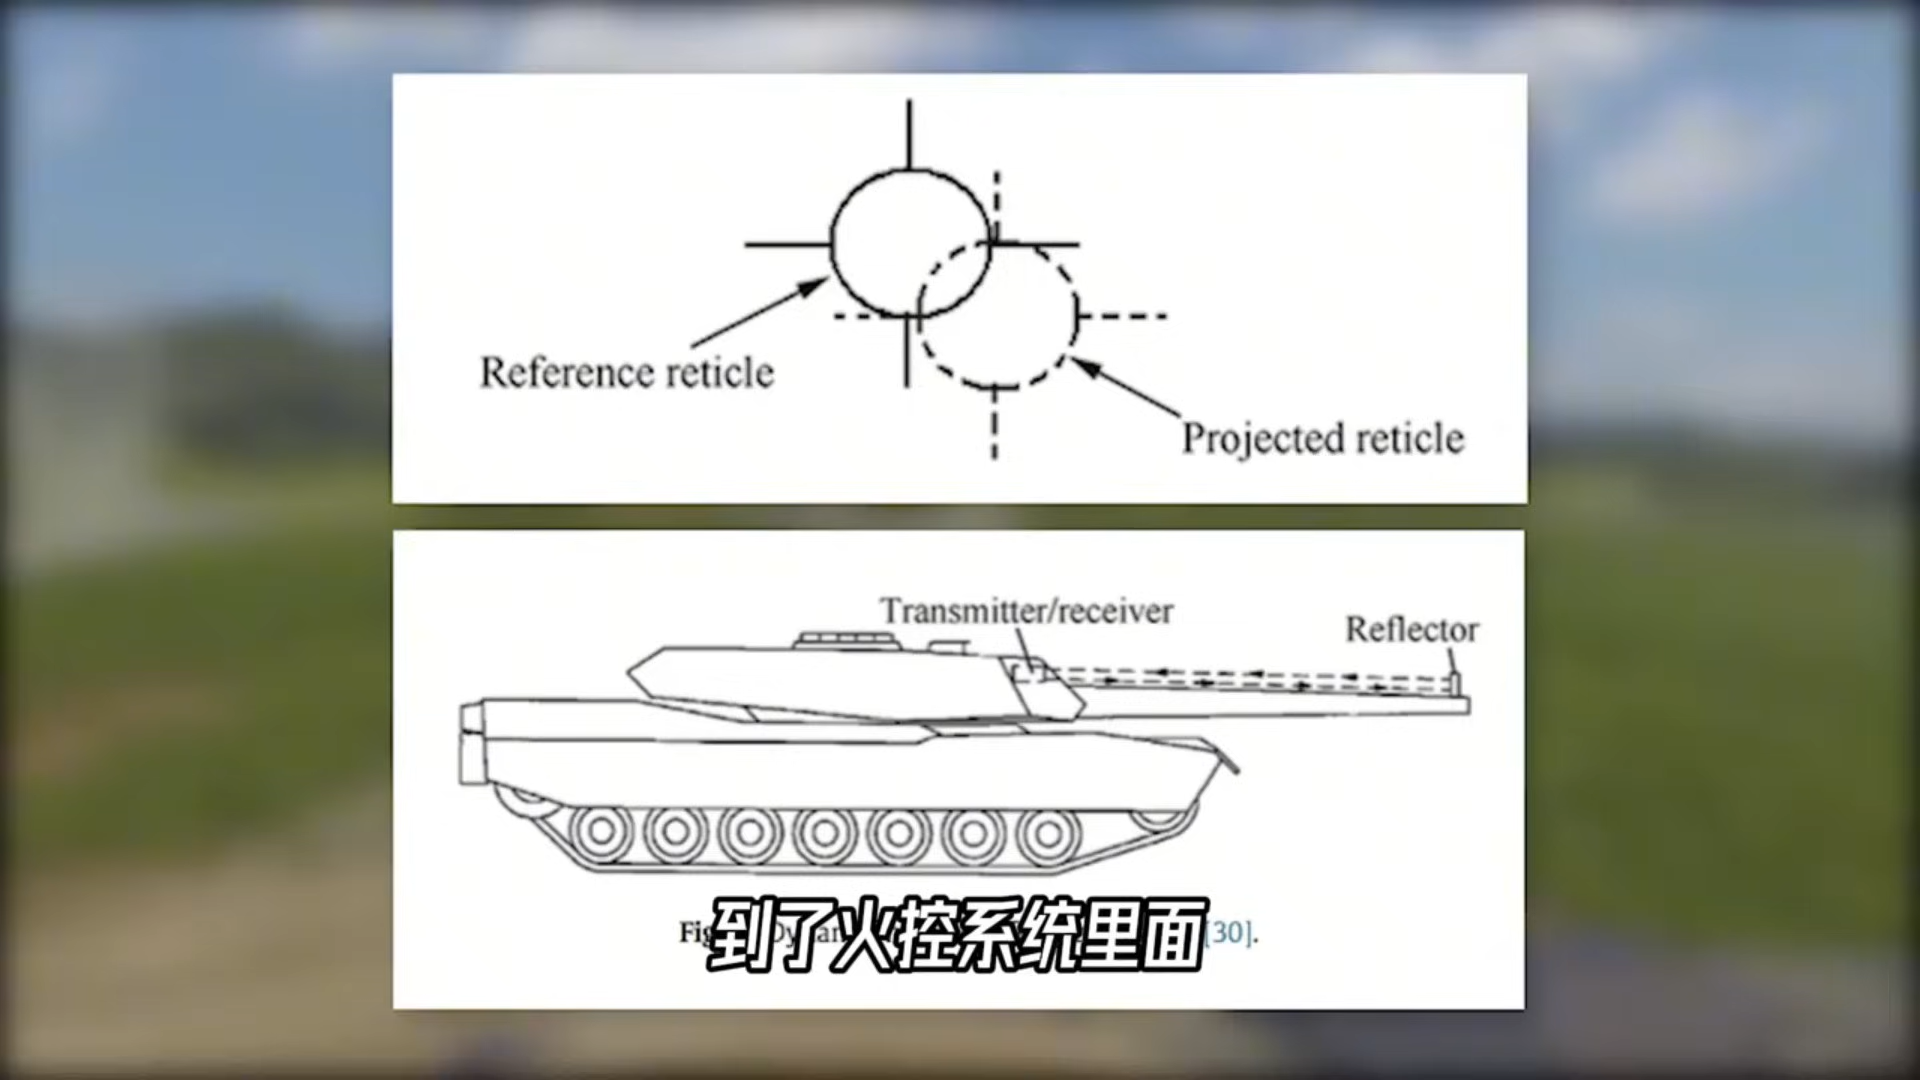 Reference reticle
Projected reticle
Transmitter/receiver
Reflector
到了火控系统里面
[30].